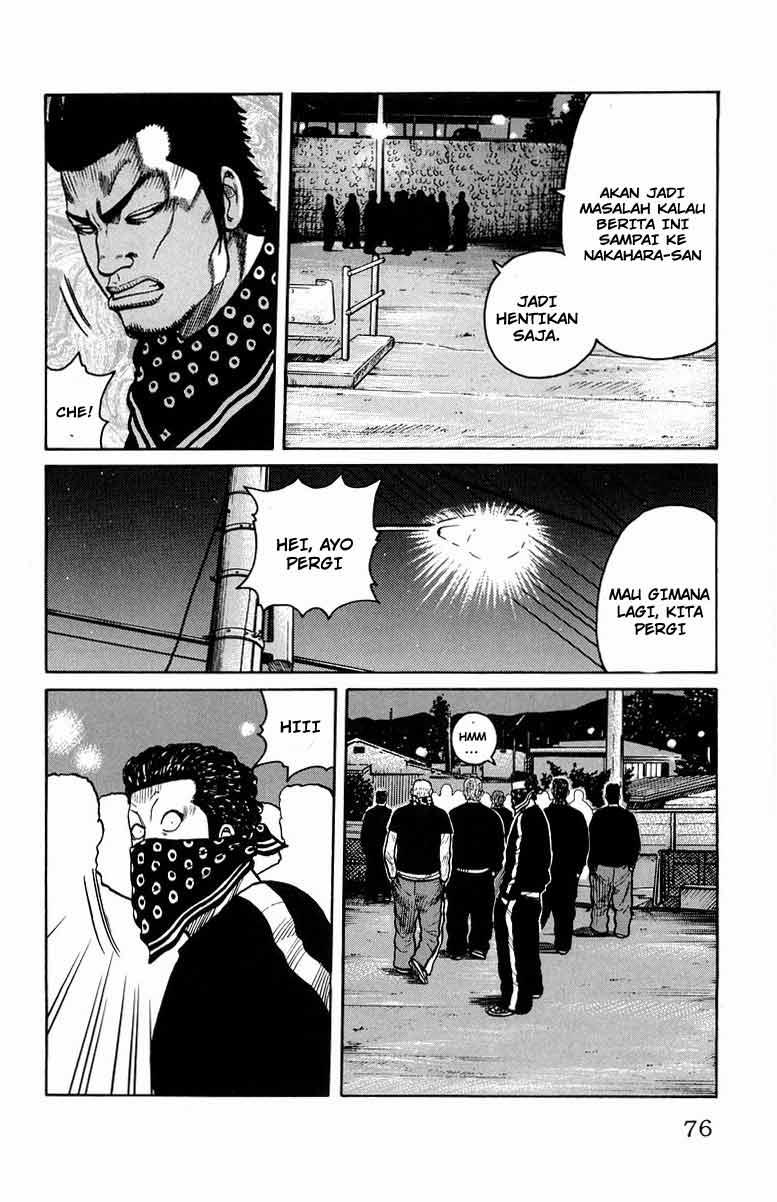 AKAN JADI
MASALAH KALAU
BERITA INI
SAMPAI KE
NAKAHARA-SAN
JADI
HENTIKAN
SAJA.
CHE!
MAU GIMANA
LAGI, KITA
PERGI
HEI, AYO
PERGI
HMM
...
HIII
76